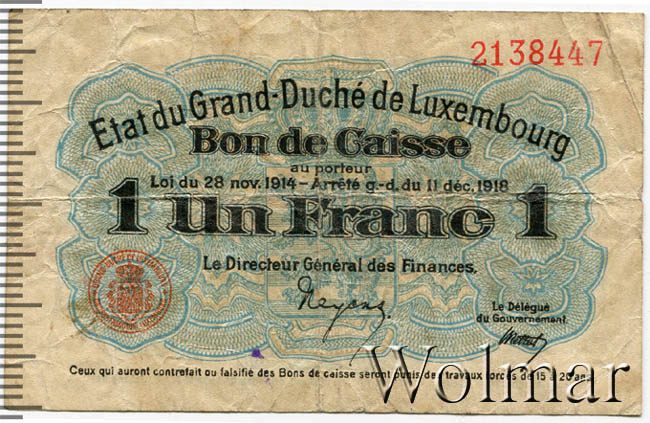 2138447
Etat du Grand-Duché de Luxembourg
Bon de Caisse
au porteur
Loi du 28 nov. 1914 – Arrêté g.-d. du 11 déc. 1918
1 Un Franc 1
Le Directeur Général des Finances,
Neyens
Le Délégué
du Gouvernement
Ceux qui auront contrefait ou falsifié des Bons de caisse seront punis des travaux forcés de 15 à 20 ans
Wolmar